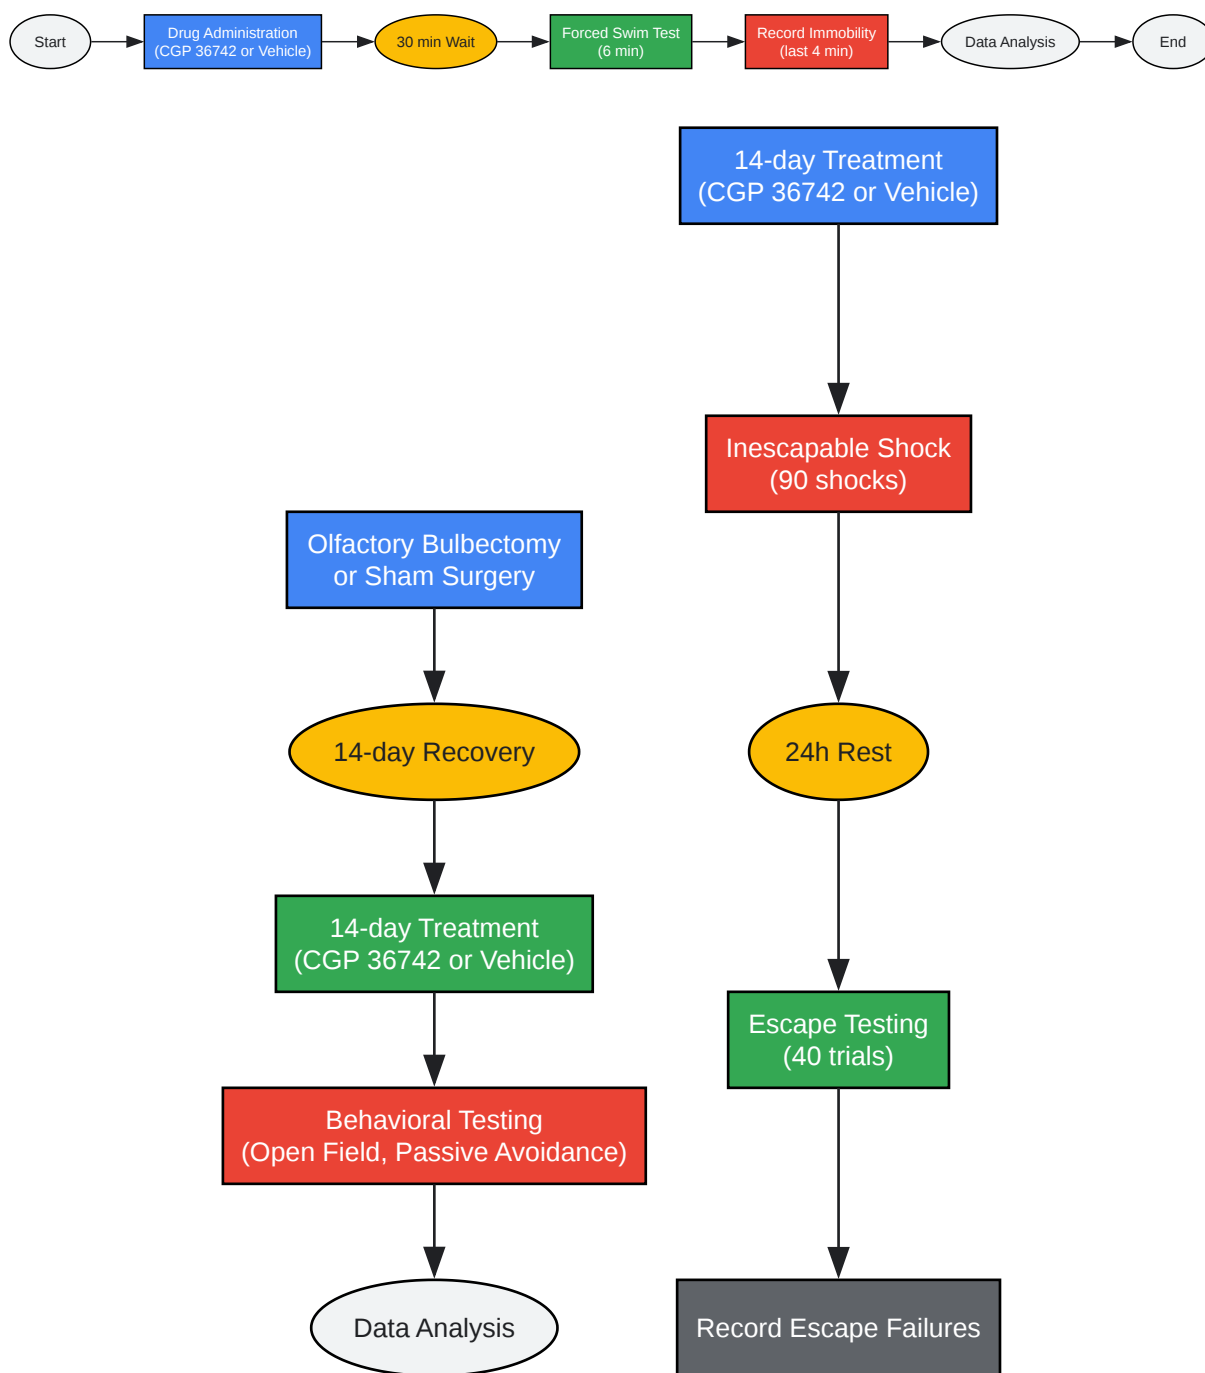 Start
Drug Administration
(CGP 36742 or Vehicle)
30 min Wait
Forced Swim Test
(6 min)
Record Immobility
(last 4 min)
Data Analysis
End
Olfactory Bulbectomy
or Sham Surgery
14-day Recovery
14-day Treatment
(CGP 36742 or Vehicle)
Behavioral Testing
(Open Field, Passive Avoidance)
Data Analysis
14-day Treatment
(CGP 36742 or Vehicle)
Inescapable Shock
(90 shocks)
24h Rest
Escape Testing
(40 trials)
Record Escape Failures